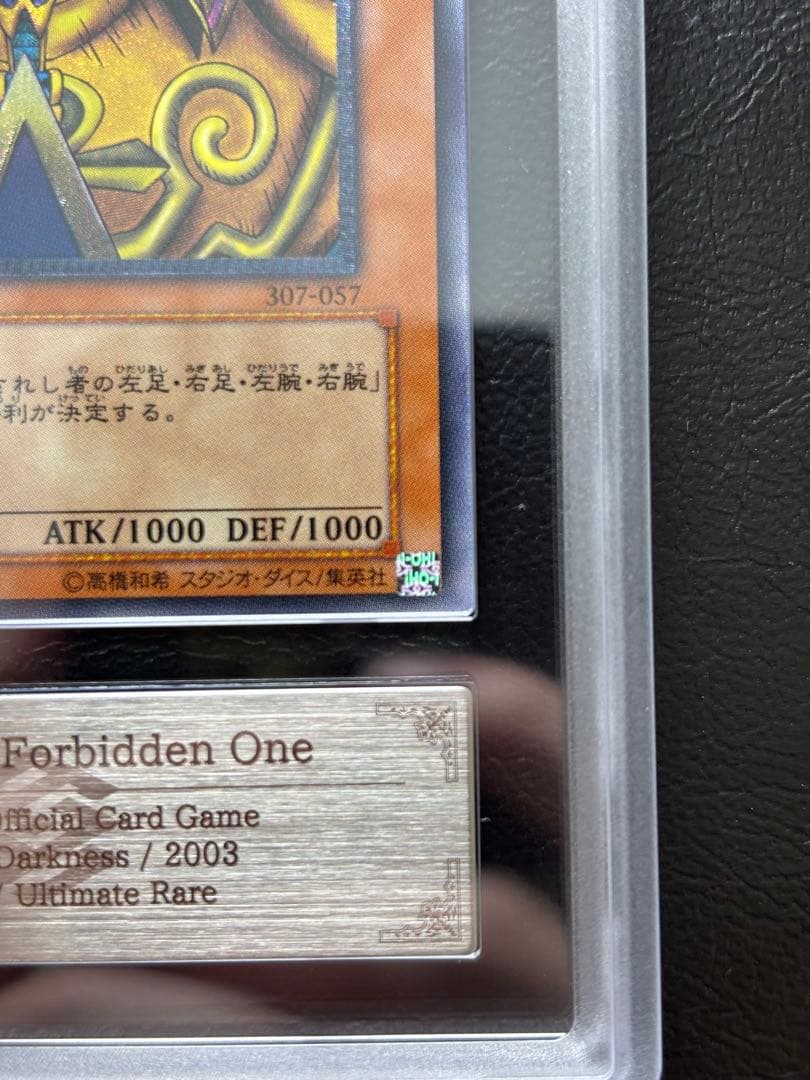 307-057
されし者の左足・右足・左腕・右腕」
利が決定する。
ATK/1000 DEF/1000
©高橋和希 スタジオ・ダイス/集英社
Forbidden One
fficial Card Game
Darkness / 2003
/ Ultimate Rare